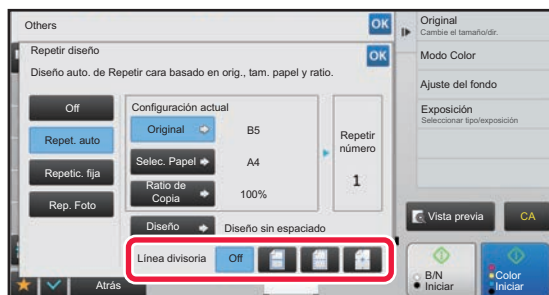 Others
OK
Repetir diseño
OK
Diseño auto. de Repetir cara basado en orig., tam. papel y ratio.
Off
Repet. auto
Repetic. fija
Rep. Foto
Configuración actual
Original
B5
Selec. Papel
A4
Ratio de
Copia
100%
Repetir
número
1
Diseño
Diseño sin espaciado
Línea divisoria
Off
Atrás
Original
Cambie el tamaño/dir.
Modo Color
Ajuste del fondo
Exposición
Seleccionar tipo/exposición
Vista previa
CA
B/N
Iniciar
Color
Iniciar